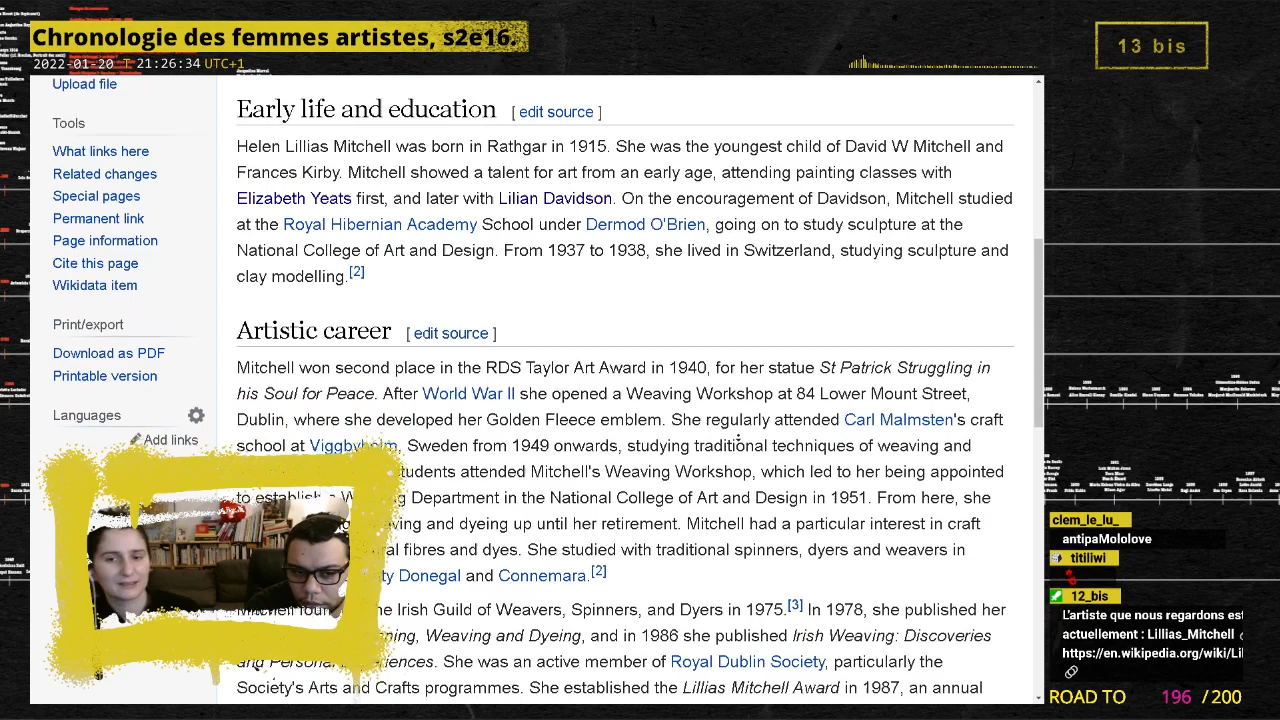 Chronologie des femmes artistes, s2e16.
2022-01-20 T 21:26:34 UTC+1
13 bis
Upload file
Tools
What links here
Related changes
Special pages
Permanent link
Page information
Cite this page
Wikidata item
Print/export
Download as PDF
Printable version
Languages
Add links
Early life and education [ edit source ]
Helen Lillias Mitchell was born in Rathgar in 1915. She was the youngest child of David W Mitchell and
Frances Kirby. Mitchell showed a talent for art from an early age, attending painting classes with
Elizabeth Yeats first, and later with Lilian Davidson. On the encouragement of Davidson, Mitchell studied
at the Royal Hibernian Academy School under Dermod O'Brien, going on to study sculpture at the
National College of Art and Design. From 1937 to 1938, she lived in Switzerland, studying sculpture and
clay modelling.[2]
Artistic career [ edit source ]
Mitchell won second place in the RDS Taylor Art Award in 1940, for her statue St Patrick Struggling in
his Soul for Peace. After World War II she opened a Weaving Workshop at 84 Lower Mount Street,
Dublin, where she developed her Golden Fleece emblem. She regularly attended Carl Malmsten's craft
school at Viggbyholm, Sweden from 1949 onwards, studying traditional techniques of weaving and
students attended Mitchell's Weaving Workshop, which led to her being appointed
to establish a Weaving Department in the National College of Art and Design in 1951. From here, she
ving and dyeing up until her retirement. Mitchell had a particular interest in craft
al fibres and dyes. She studied with traditional spinners, dyers and weavers in
ty Donegal and Connemara.[2]
Mitchell foun he Irish Guild of Weavers, Spinners, and Dyers in 1975.[3] In 1978, she published her
ning, Weaving and Dyeing, and in 1986 she published Irish Weaving: Discoveries
and Personal Experiences. She was an active member of Royal Dublin Society, particularly the
Society's Arts and Crafts programmes. She established the Lillias Mitchell Award in 1987, an annual
clem_le_lu_
antipaMololove
titiliwi
12_bis
L'artiste que nous regardons est
actuellement : Lillias_Mitchell
https://en.wikipedia.org/wiki/Lil
ROAD TO 196 / 200